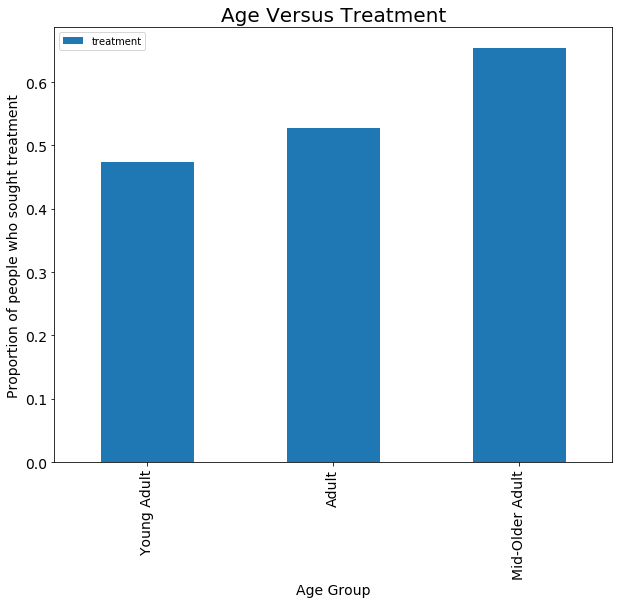 Age Versus Treatment
treatment
Proportion of people who sought treatment
0.6
0.5
0.4
0.3
0.2
0.1
0.0
Young Adult
Adult
Mid-Older Adult
Age Group